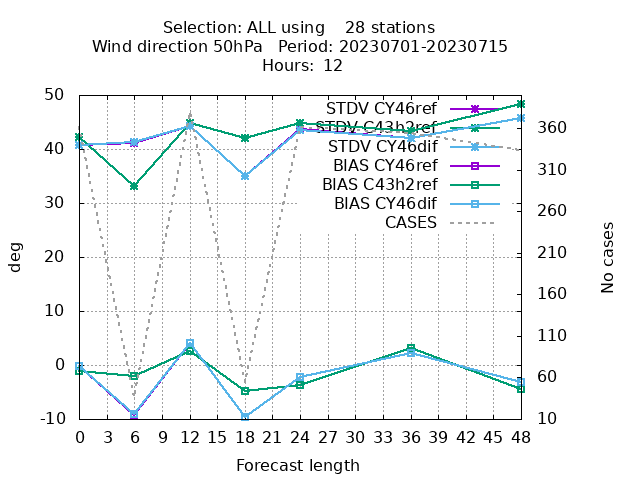 Selection: ALL using 28 stations
Wind direction 50hPa Period: 20230701-20230715
Hours: 12
STDV CY46ref
STDV C43h2ref
STDV CY46dif
BIAS CY46ref
BIAS C43h2ref
BIAS CY46dif
CASES
50
40
30
20
10
0
-10
deg
360
310
260
210
160
110
60
10
No cases
0 3 6 9 12 15 18 21 24 27 30 33 36 39 42 45 48
Forecast length